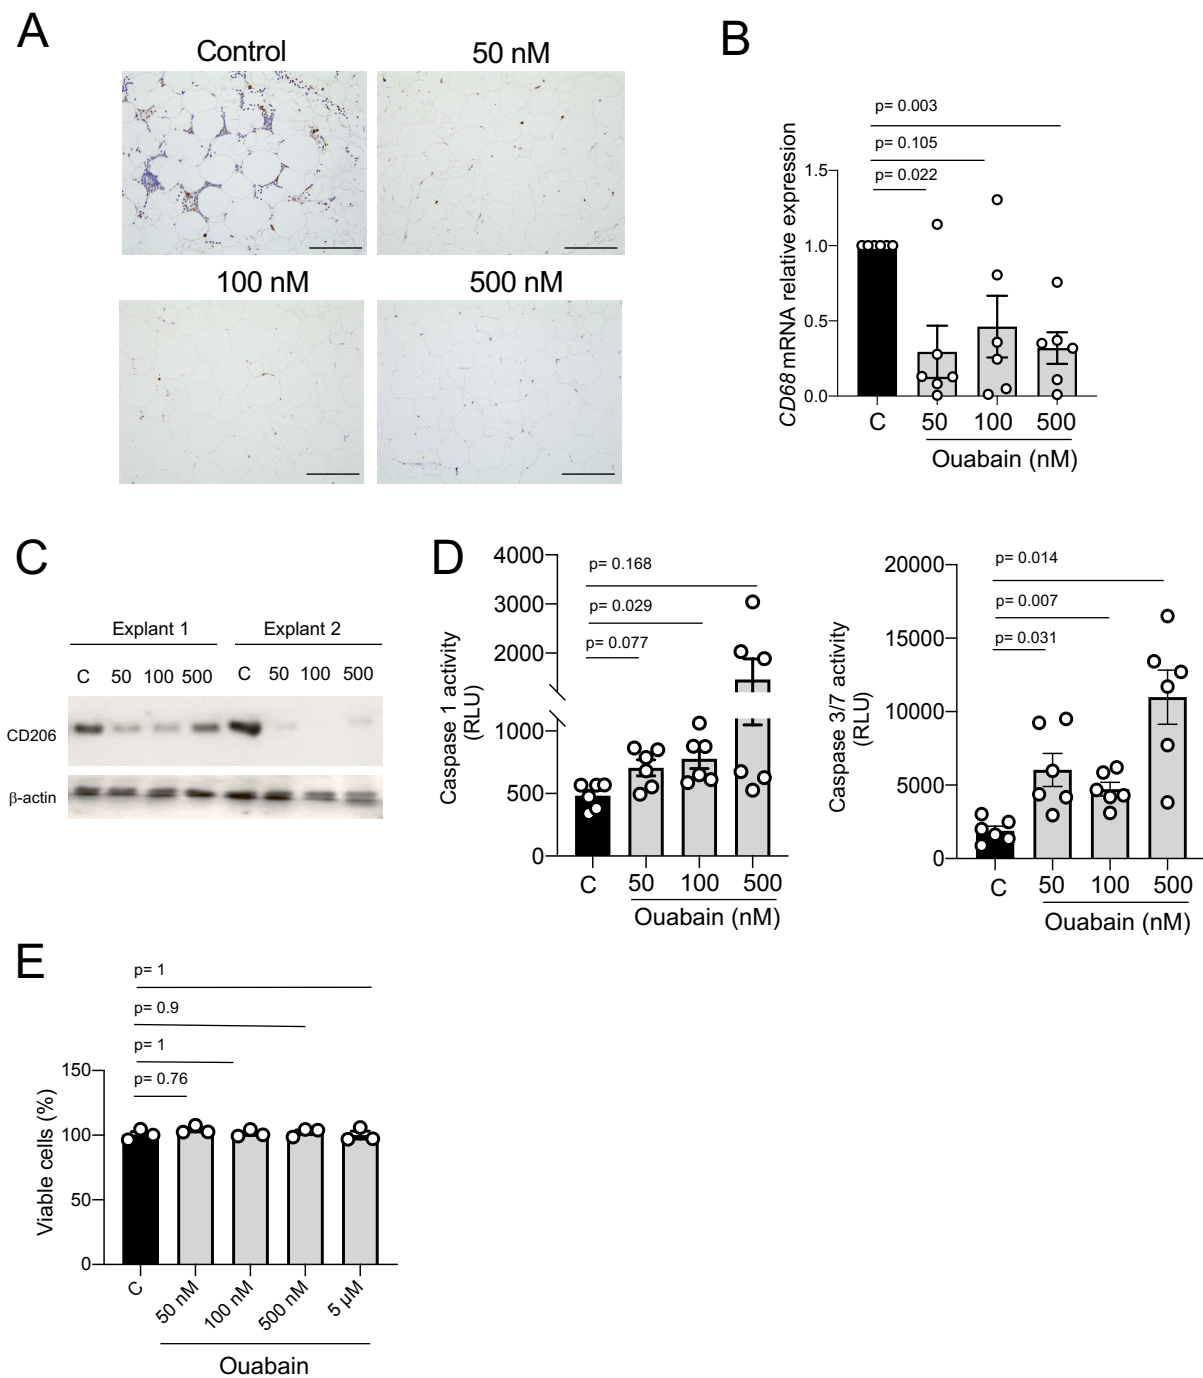 A
Control
50 nM
100 nM
500 nM
B
p= 0.003
p= 0.105
p= 0.022
CD68 mRNA relative expression
1.5
1.0
0.5
0.0
C
50
100
500
Ouabain (nM)
C
Explant 1
Explant 2
C
50
100
500
C
50
100
500
CD206
β-actin
D
Caspase 1 activity
(RLU)
4000
3000
2000
1000
500
0
p= 0.168
p= 0.029
p= 0.077
C
50
100
500
Ouabain (nM)
Caspase 3/7 activity
(RLU)
20000
15000
10000
5000
0
p= 0.014
p= 0.007
p= 0.031
C
50
100
500
Ouabain (nM)
E
p= 1
p= 0.9
p= 1
p= 0.76
Viable cells (%)
150
100
50
0
C
50 nM
100 nM
500 nM
5 µM
Ouabain